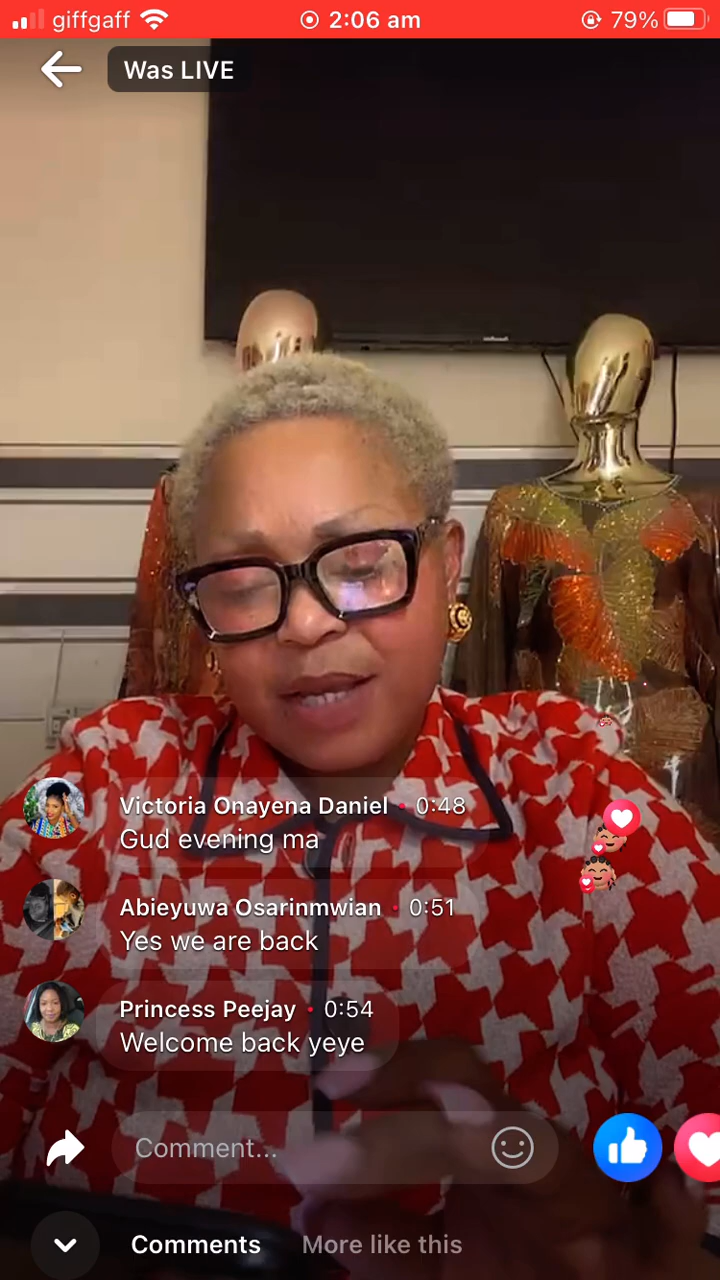 giffgaff 2:06 am 79%
Was LIVE
Victoria Onayena Daniel • 0:48
Gud evening ma
Abieyuwa Osarinmwian • 0:51
Yes we are back
Princess Peejay • 0:54
Welcome back yeye
Comment...
Comments More like this